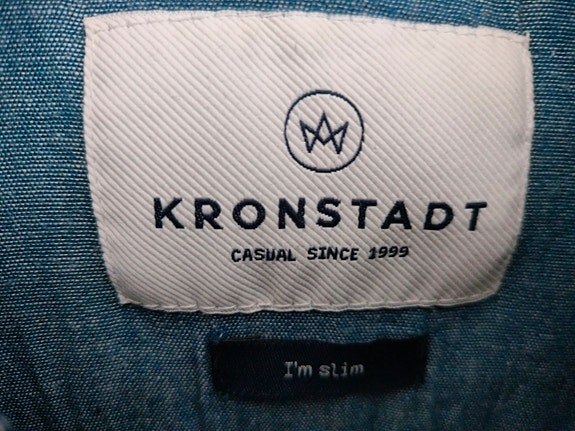 KRONSTADT
CASUAL SINCE 1999
I'm slim